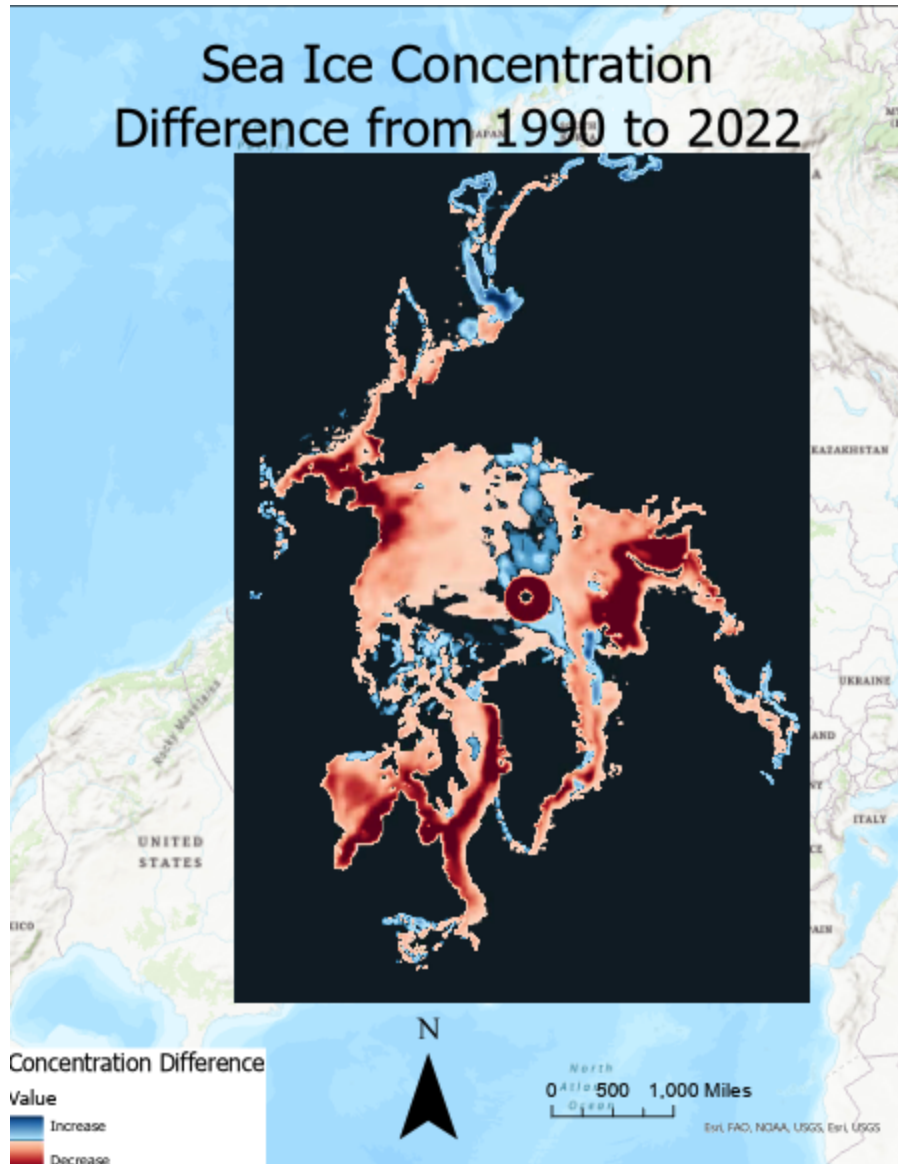 Sea Ice Concentration
Difference from 1990 to 2022
JAPAN
KAZAKHSTAN
UKRAINE
Rocky Mountains
ITALY
UNITED
STATES
N
Concentration Difference
Value
Increase
Decrease
North
Atlantic
Ocean
0 500 1,000 Miles
Esri, FAO, NOAA, USGS, Esri, USGS